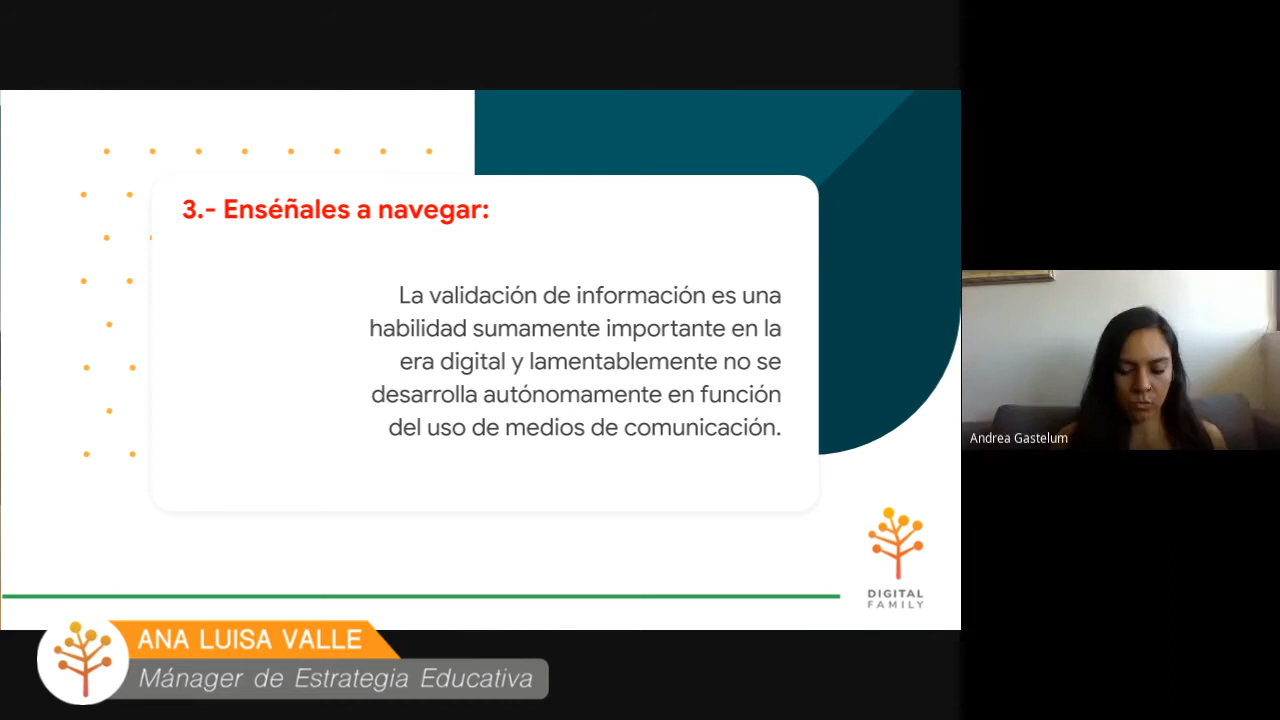 3.- Enséñales a navegar:
La validación de información es una
habilidad sumamente importante en la
era digital y lamentablemente no se
desarrolla autónomamente en función
del uso de medios de comunicación.
Andrea Gastelum
DIGITAL
FAMILY
ANA LUISA VALLE
Mánager de Estrategia Educativa